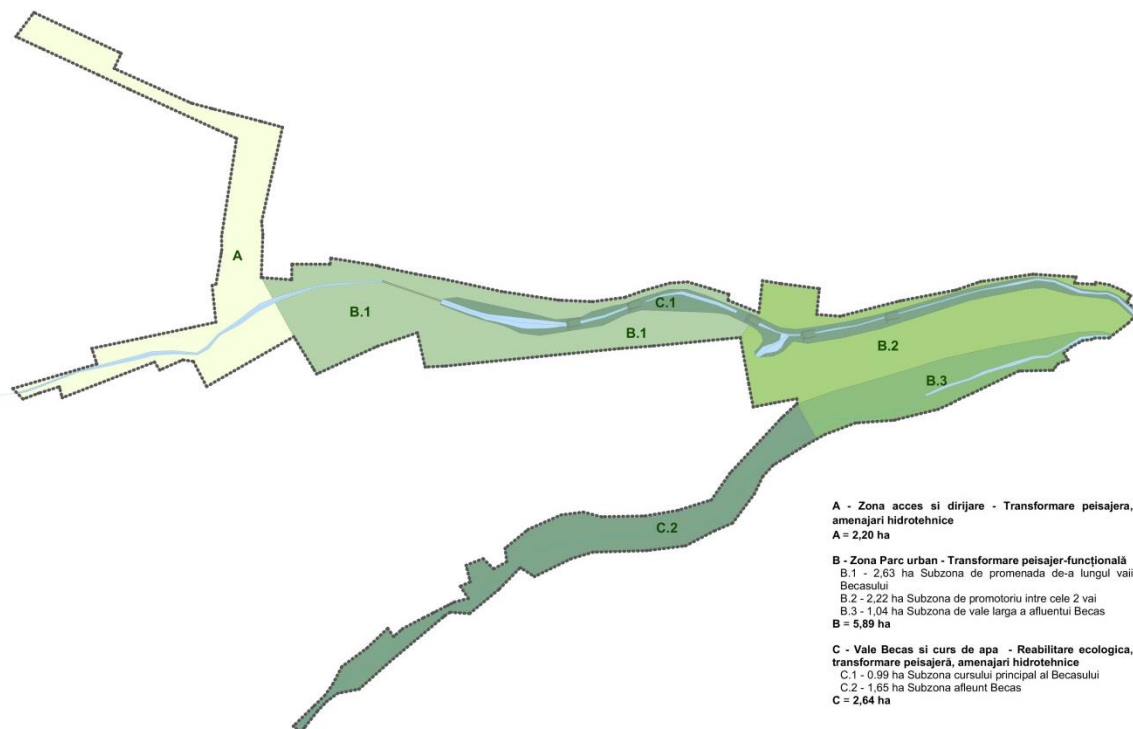 A
B.1
C.1
B.1
B.2
B.3
C.2
A - Zona acces si dirijare - Transformare peisajera,
amenajari hidrotehnice
A = 2,20 ha
B - Zona Parc urban - Transformare peisajer-funcțională
B.1 - 2,63 ha Subzona de promenada de-a lungul vaii
Becasului
B.2 - 2,22 ha Subzona de promotoriu intre cele 2 vai
B.3 - 1,04 ha Subzona de vale larga a afluentui Becas
B = 5,89 ha
C - Vale Becas si curs de apa - Reabilitare ecologica,
transformare peisajeră, amenajari hidrotehnice
C.1 - 0.99 ha Subzona cursului principal al Becasului
C.2 - 1,65 ha Subzona afleunt Becas
C = 2,64 ha